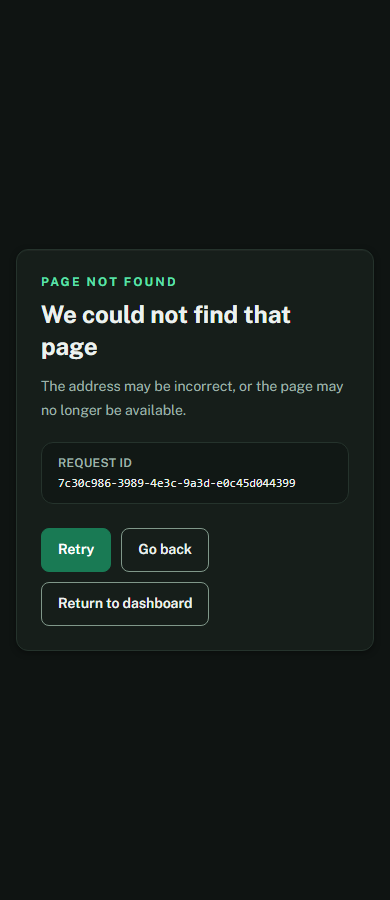 PAGE NOT FOUND
We could not find that
page
The address may be incorrect, or the page may
no longer be available.
REQUEST ID
7c30c986-3989-4e3c-9a3d-e0c45d044399
Retry
Go back
Return to dashboard